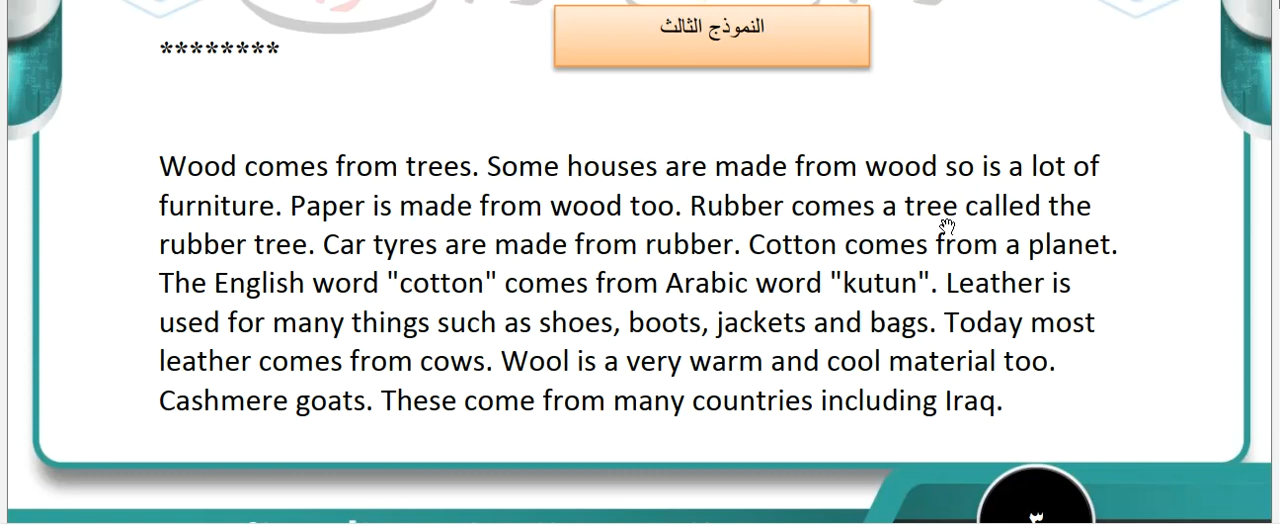 النموذج الثالث
********
Wood comes from trees. Some houses are made from wood so is a lot of
furniture. Paper is made from wood too. Rubber comes a tree called the
rubber tree. Car tyres are made from rubber. Cotton comes from a planet.
The English word "cotton" comes from Arabic word "kutun". Leather is
used for many things such as shoes, boots, jackets and bags. Today most
leather comes from cows. Wool is a very warm and cool material too.
Cashmere goats. These come from many countries including Iraq.
٣